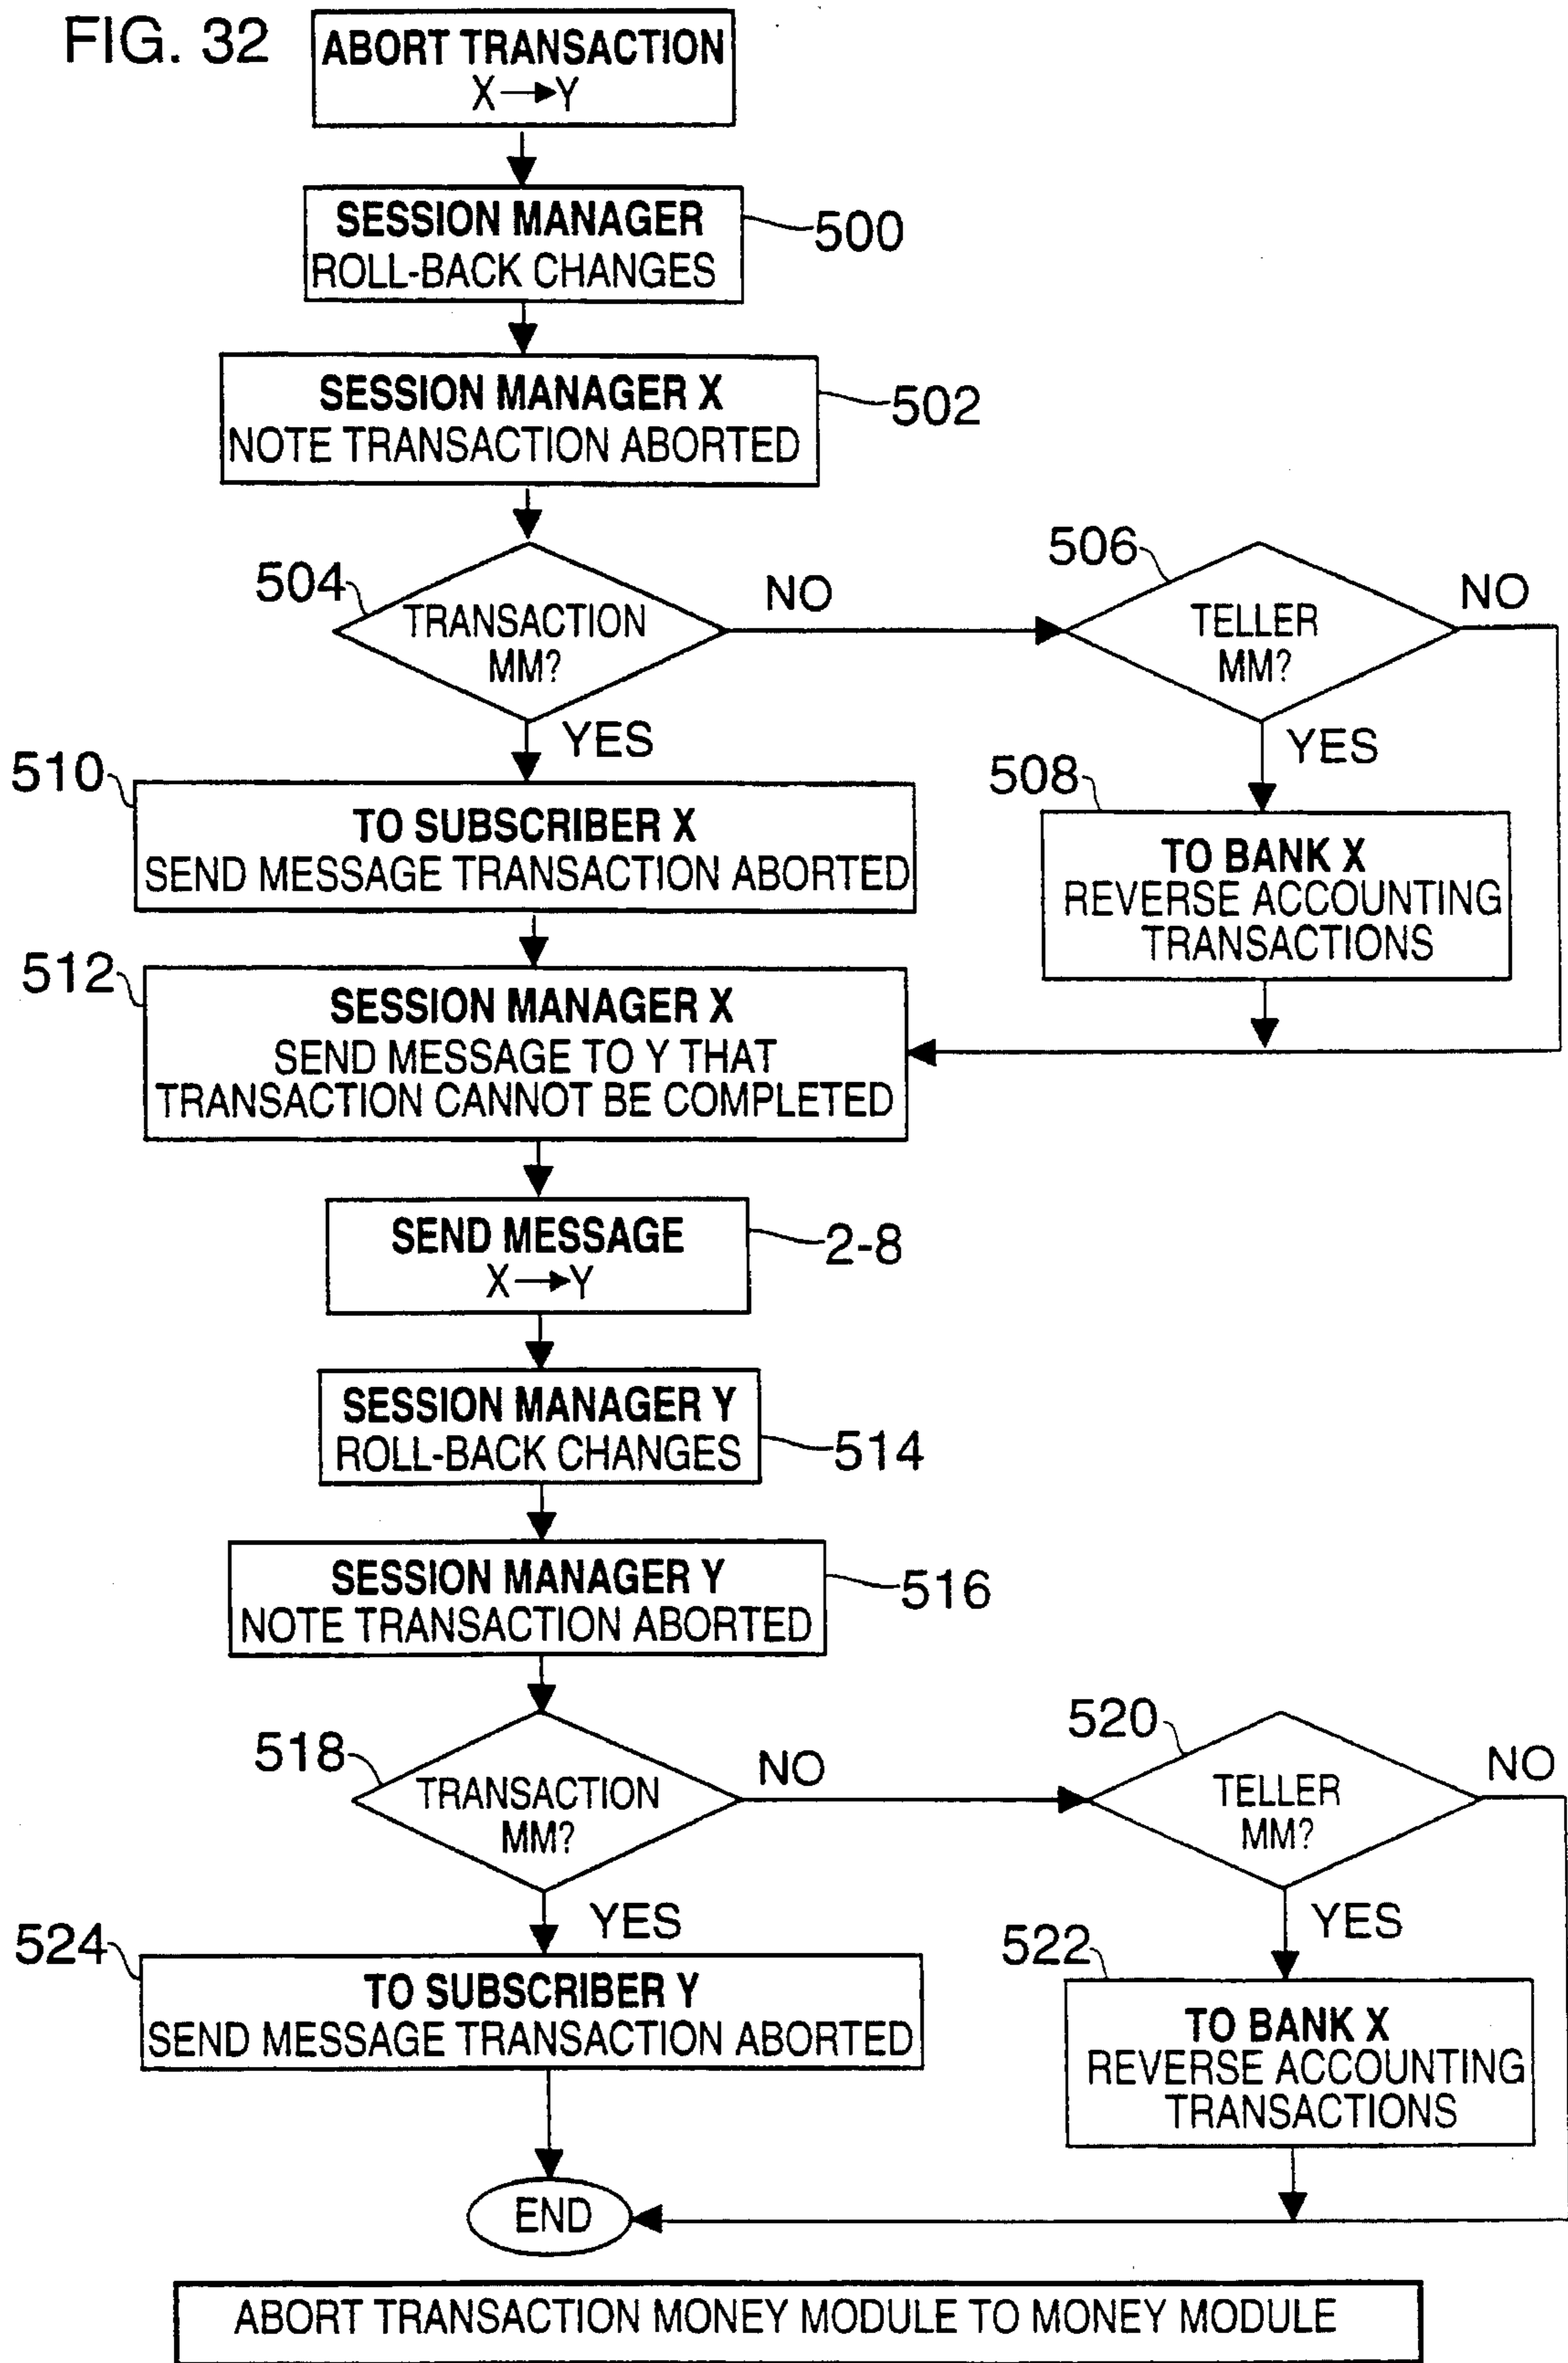 FIG. 32
ABORT TRANSACTION
X → Y
SESSION MANAGER
ROLL-BACK CHANGES
500
SESSION MANAGER X
NOTE TRANSACTION ABORTED
502
504
TRANSACTION
MM?
NO
506
TELLER
MM?
NO
YES
YES
510
TO SUBSCRIBER X
SEND MESSAGE TRANSACTION ABORTED
508
TO BANK X
REVERSE ACCOUNTING
TRANSACTIONS
512
SESSION MANAGER X
SEND MESSAGE TO Y THAT
TRANSACTION CANNOT BE COMPLETED
SEND MESSAGE
X → Y
2-8
SESSION MANAGER Y
ROLL-BACK CHANGES
514
SESSION MANAGER Y
NOTE TRANSACTION ABORTED
516
518
TRANSACTION
MM?
NO
520
TELLER
MM?
NO
YES
YES
524
TO SUBSCRIBER Y
SEND MESSAGE TRANSACTION ABORTED
522
TO BANK X
REVERSE ACCOUNTING
TRANSACTIONS
END
ABORT TRANSACTION MONEY MODULE TO MONEY MODULE